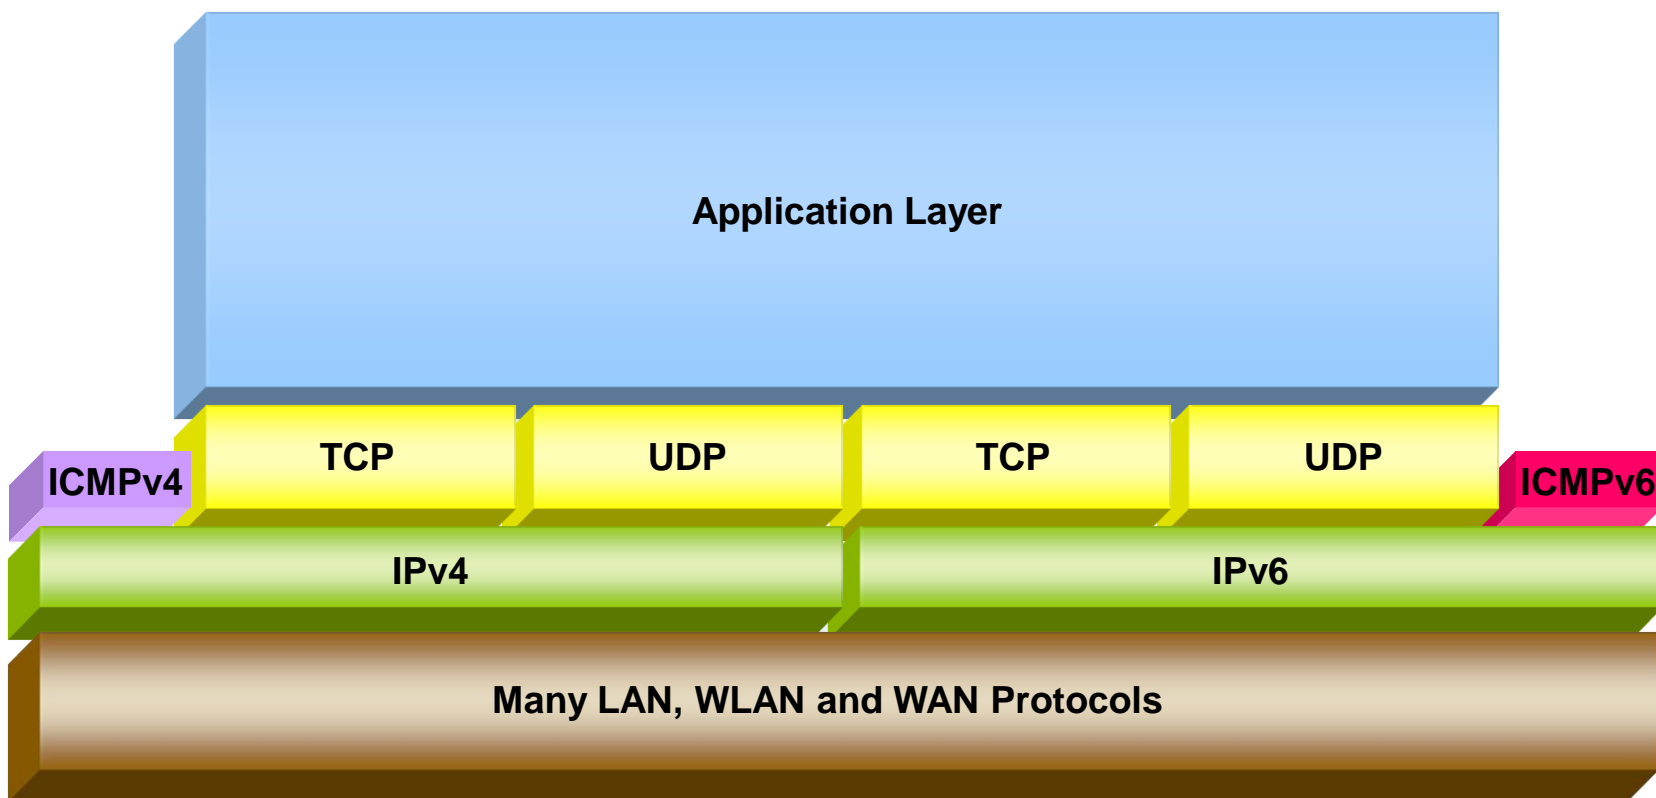 Application Layer
TCP
UDP
TCP
UDP
ICMPv4
ICMPv6
IPv4
IPv6
Many LAN, WLAN and WAN Protocols